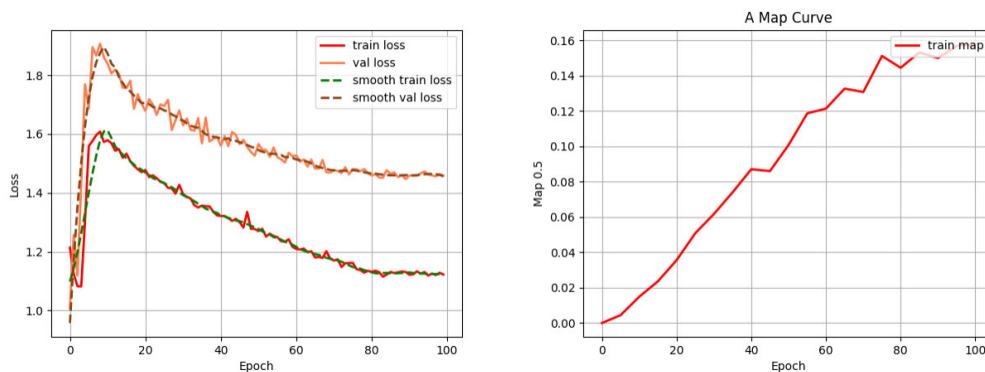 train loss
val loss
smooth train loss
smooth val loss
1.8
1.6
1.4
1.2
1.0
Loss
0 20 40 60 80 100
Epoch
A Map Curve
train map
0.16
0.14
0.12
0.10
0.08
0.06
0.04
0.02
0.00
Map 0.5
0 20 40 60 80 100
Epoch